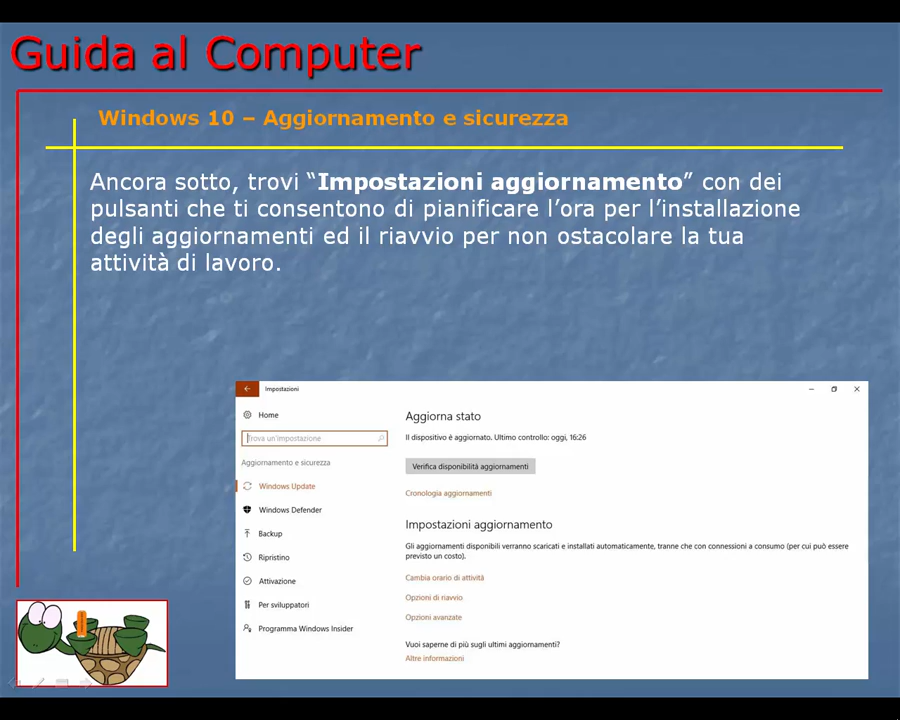 Guida al Computer
Windows 10 – Aggiornamento e sicurezza
Ancora sotto, trovi “Impostazioni aggiornamento” con dei
pulsanti che ti consentono di pianificare l’ora per l’installazione
degli aggiornamenti ed il riavvio per non ostacolare la tua
attività di lavoro.
Impostazioni
Home
Trova un'impostazione
Aggiornamento e sicurezza
Windows Update
Windows Defender
Backup
Ripristino
Attivazione
Per sviluppatori
Programma Windows Insider
Aggiorna stato
Il dispositivo è aggiornato. Ultimo controllo: oggi, 16:26
Verifica disponibilità aggiornamenti
Cronologia aggiornamenti
Impostazioni aggiornamento
Gli aggiornamenti disponibili verranno scaricati e installati automaticamente, tranne che con connessioni a consumo (per cui può essere
previsto un costo).
Cambia orario di attività
Opzioni di riavvio
Opzioni avanzate
Vuoi saperne di più sugli ultimi aggiornamenti?
Altre informazioni